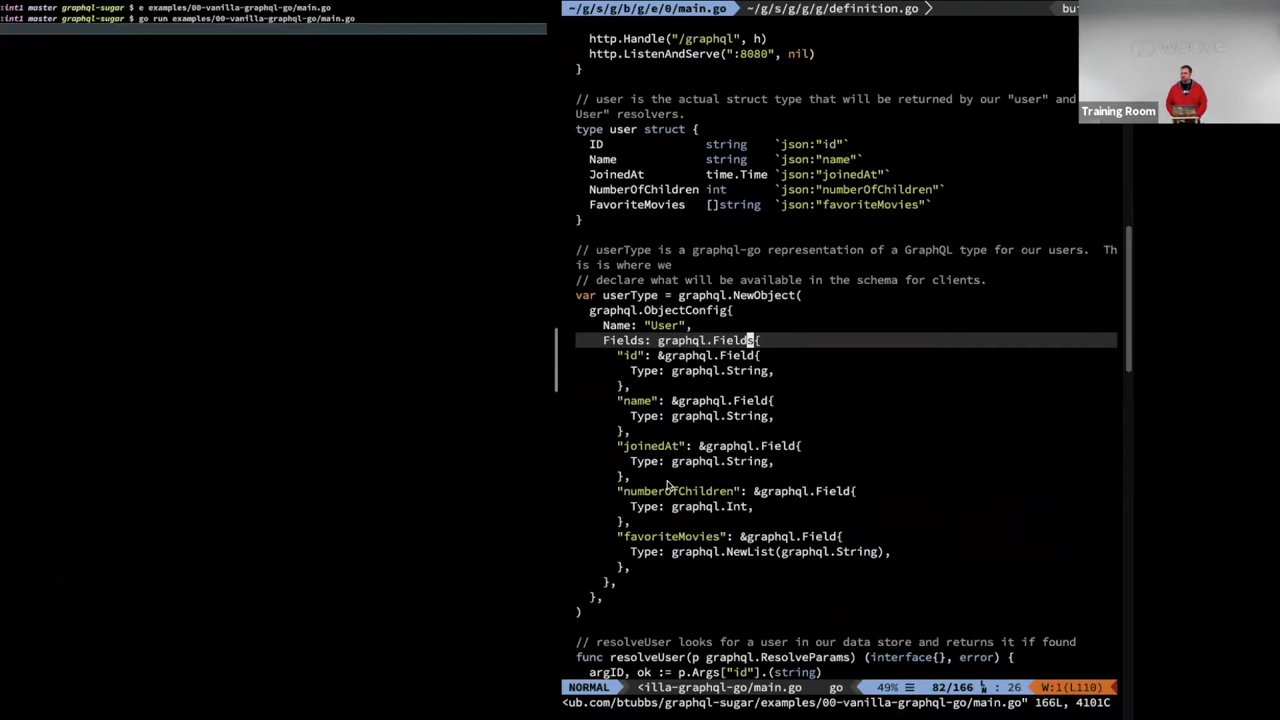 :int1 master graphql-sugar $ e examples/00-vanilla-graphql-go/main.go
:int1 master graphql-sugar $ go run examples/00-vanilla-graphql-go/main.go
~/g/s/g/b/g/e/0/main.go ~/g/s/g/g/g/definition.go bu
http.Handle("/graphql", h)
http.ListenAndServe(":8080", nil)
}
// user is the actual struct type that will be returned by our "user" and
User" resolvers.
type user struct {
ID string `json:"id"`
Name string `json:"name"`
JoinedAt time.Time `json:"joinedAt"`
NumberOfChildren int `json:"numberOfChildren"`
FavoriteMovies []string `json:"favoriteMovies"`
}
// userType is a graphql-go representation of a GraphQL type for our users.  Th
is is where we
// declare what will be available in the schema for clients.
var userType = graphql.NewObject(
graphql.ObjectConfig{
Name: "User",
Fields: graphql.Fields{
"id": &graphql.Field{
Type: graphql.String,
},
"name": &graphql.Field{
Type: graphql.String,
},
"joinedAt": &graphql.Field{
Type: graphql.String,
},
"numberOfChildren": &graphql.Field{
Type: graphql.Int,
},
"favoriteMovies": &graphql.Field{
Type: graphql.NewList(graphql.String),
},
},
},
)
// resolveUser looks for a user in our data store and returns it if found
func resolveUser(p graphql.ResolveParams) (interface{}, error) {
argID, ok := p.Args["id"].(string)
NORMAL <illa-graphql-go/main.go go 49% 82/166 : 26 W:1(L110)
<ub.com/btubbs/graphql-sugar/examples/00-vanilla-graphql-go/main.go" 166L, 4101C
weave
Training Room